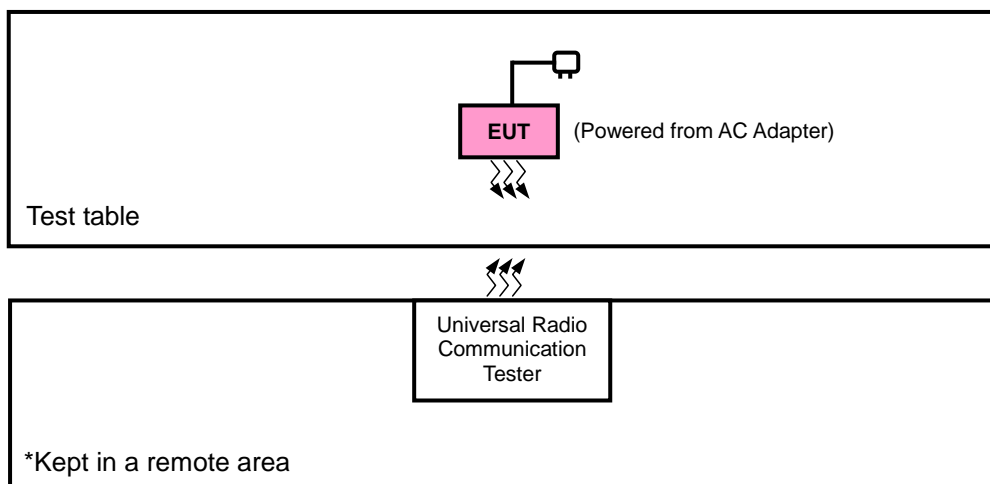 EUT
(Powered from AC Adapter)
Test table
Universal Radio
Communication
Tester
*Kept in a remote area